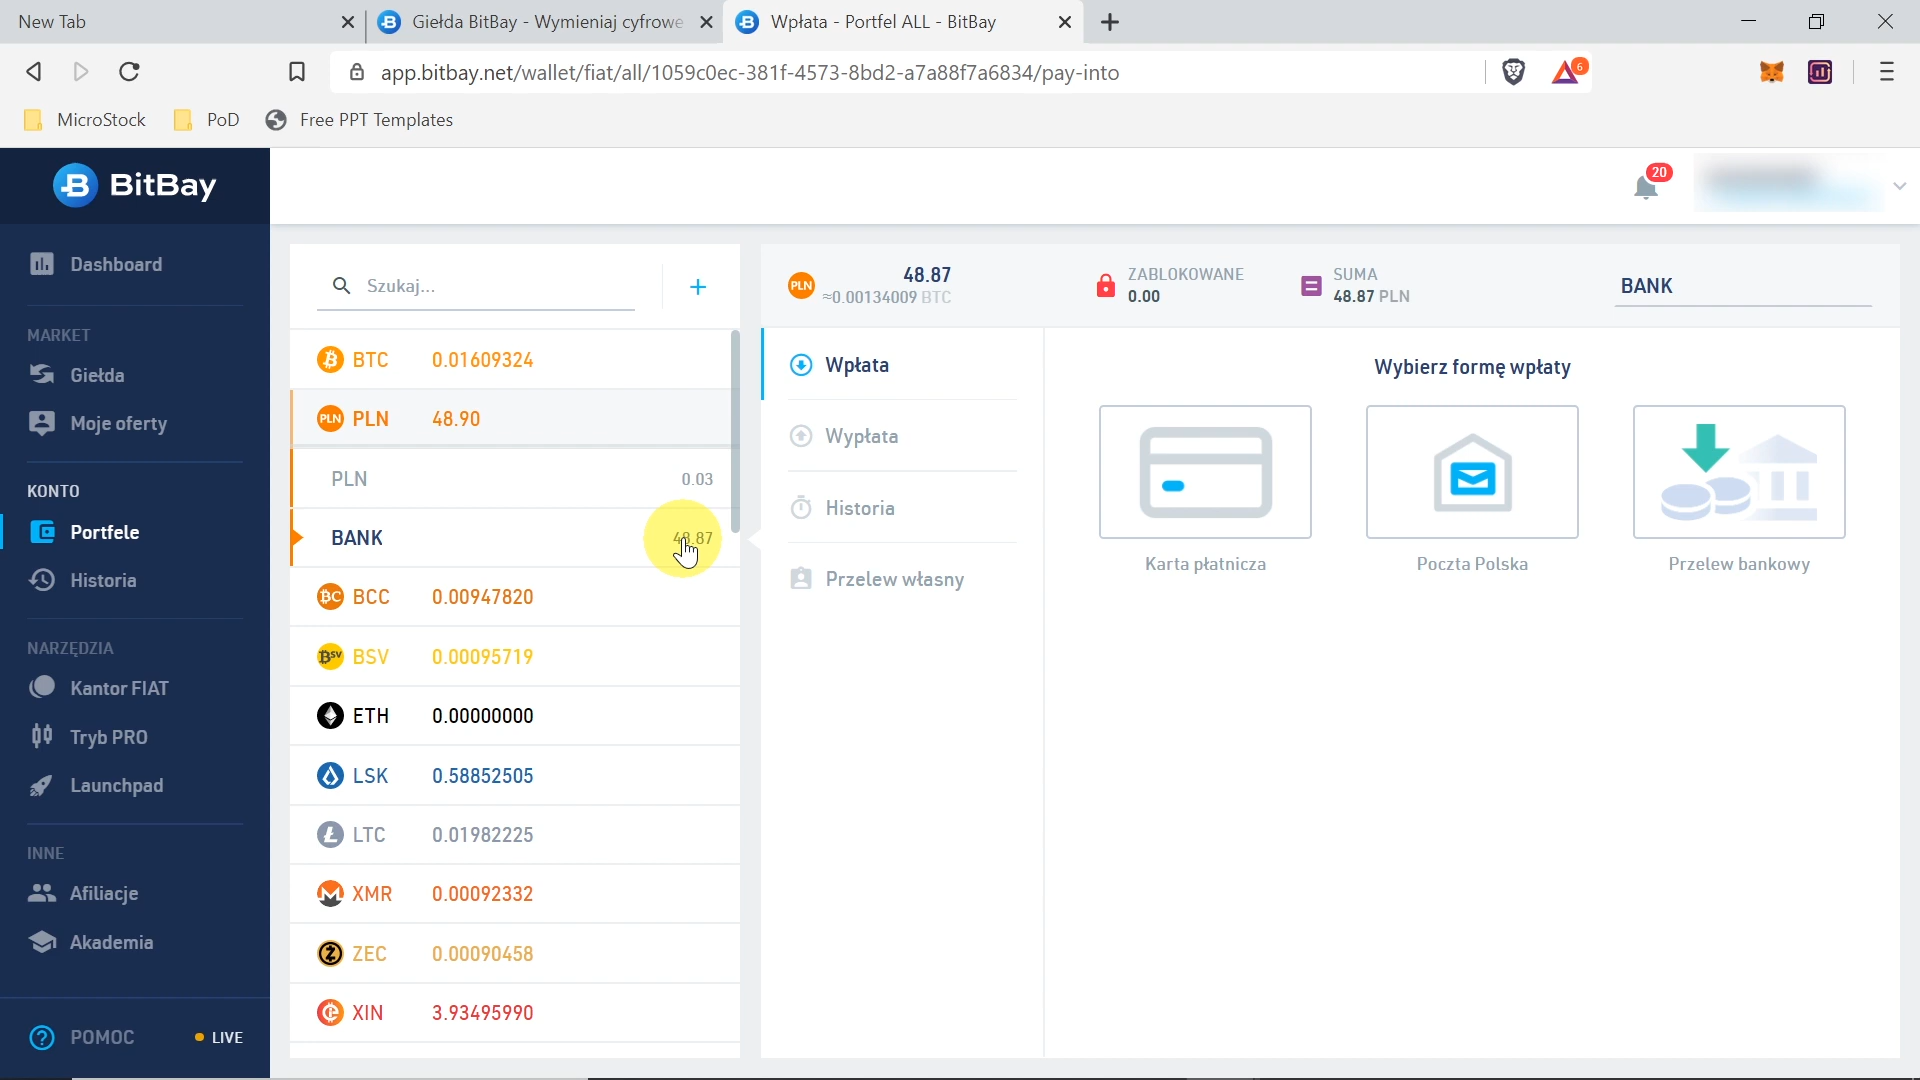 New Tab
Giełda BitBay - Wymieniaj cyfrowe
Wpłata - Portfel ALL - BitBay
app.bitbay.net/wallet/fiat/all/1059c0ec-381f-4573-8bd2-a7a88f7a6834/pay-into
6
MicroStock
PoD
Free PPT Templates
BitBay
20
Dashboard
MARKET
Giełda
Moje oferty
KONTO
Portfele
Historia
NARZĘDZIA
Kantor FIAT
Tryb PRO
Launchpad
INNE
Afiliacje
Akademia
POMOC
LIVE
Szukaj...
+
BTC 0.01609324
PLN PLN 48.90
PLN 0.03
BANK 48.87
BCC 0.00947820
BSV BSV 0.00095719
ETH 0.00000000
LSK 0.58852505
LTC 0.01982225
XMR 0.00092332
ZEC 0.00090458
XIN 3.93495990
PLN 48.87
≈0.00134009 BTC
ZABLOKOWANE
0.00
SUMA
48.87 PLN
BANK
Wpłata
Wypłata
Historia
Przelew własny
Wybierz formę wpłaty
Karta płatnicza
Poczta Polska
Przelew bankowy